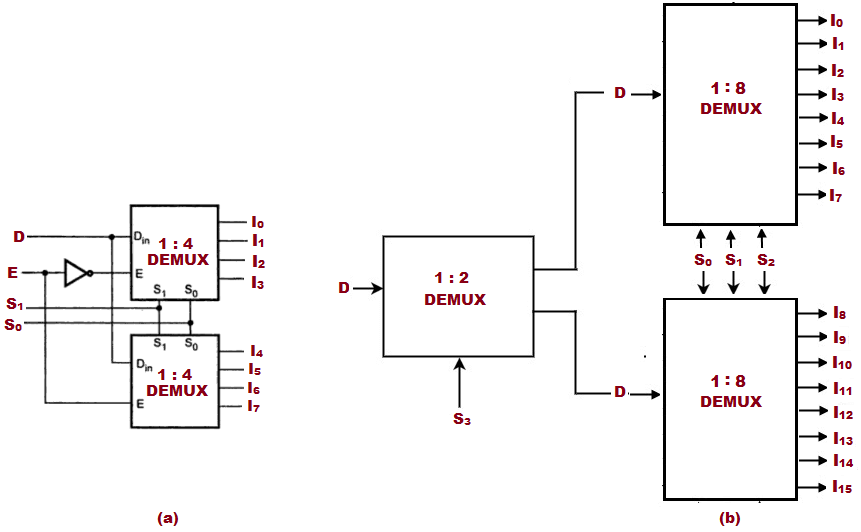 D
E
S₁
S₀
Dᵢₙ
1 : 4
DEMUX
E
S₁ S₀
I₀
I₁
I₂
I₃
S₁ S₀
Dᵢₙ
1 : 4
DEMUX
E
I₄
I₅
I₆
I₇
(a)
D
1 : 2
DEMUX
S₃
D
1 : 8
DEMUX
I₀
I₁
I₂
I₃
I₄
I₅
I₆
I₇
S₀ S₁ S₂
D
1 : 8
DEMUX
I₈
I₉
I₁₀
I₁₁
I₁₂
I₁₃
I₁₄
I₁₅
(b)